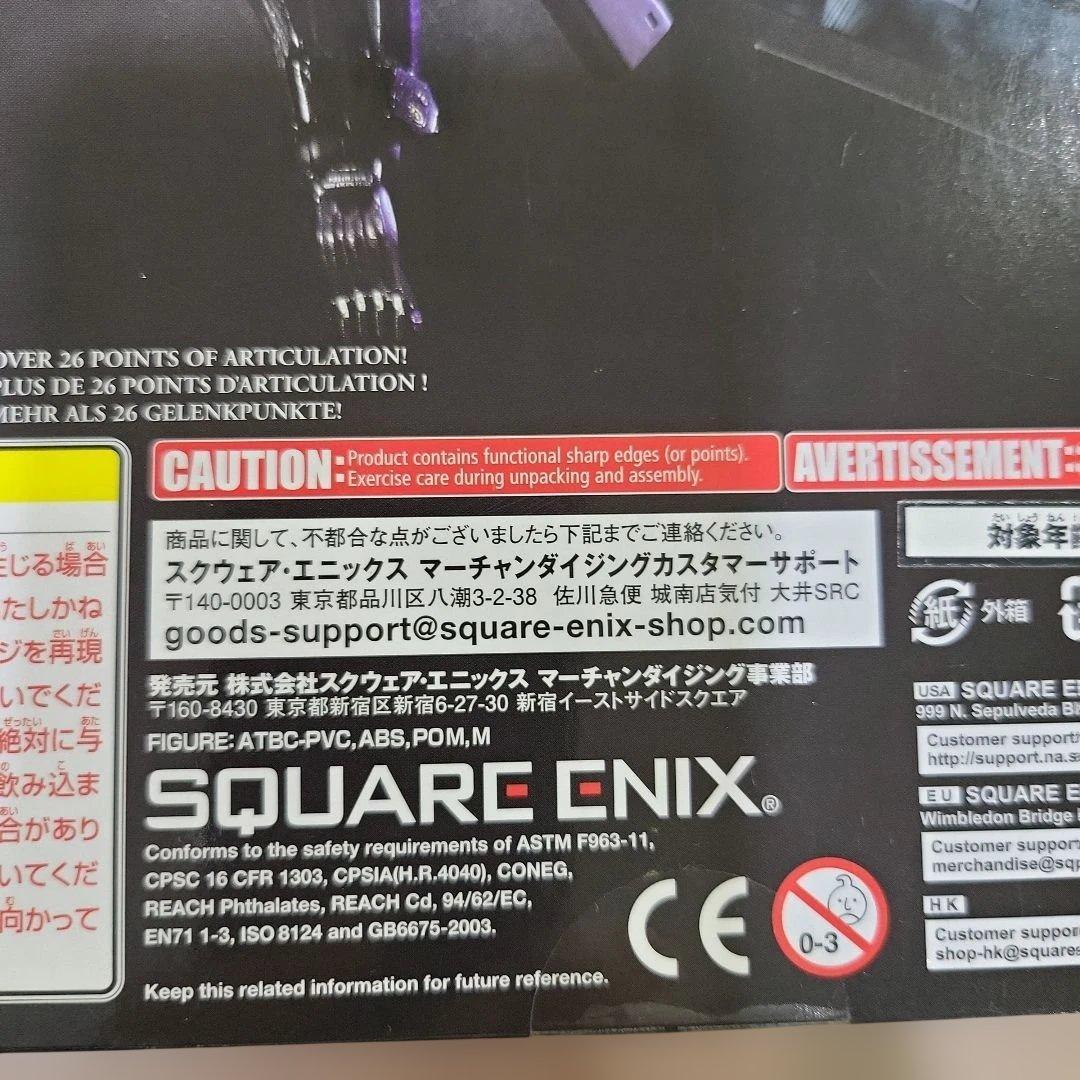 OVER 26 POINTS OF ARTICULATION!
PLUS DE 26 POINTS D'ARTICULATION !
MEHR ALS 26 GELENKPUNKTE!
CAUTION: Product contains functional sharp edges (or points).
Exercise care during unpacking and assembly.
AVERTISSEMENT:
商品に関して、不都合な点がございましたら下記までご連絡ください。
スクウェア・エニックス マーチャンダイジングカスタマーサポート
〒140-0003 東京都品川区八潮3-2-38 佐川急便 城南店気付 大井SRC
goods-support@square-enix-shop.com
発売元 株式会社スクウェア・エニックス マーチャンダイジング事業部
〒160-8430 東京都新宿区新宿6-27-30 新宿イーストサイドスクエア
FIGURE: ATBC-PVC, ABS, POM, M
SQUARE ENIX®
Conforms to the safety requirements of ASTM F963-11,
CPSC 16 CFR 1303, CPSIA(H.R.4040), CONEG,
REACH Phthalates, REACH Cd, 94/62/EC,
EN71 1-3, ISO 8124 and GB6675-2003.
Keep this related information for future reference.
CE
0-3
じる場合
たしかね
ジを再現
いでくだ
絶対に与
飲み込ま
合があり
いてくだ
向かって
対象年
紙 外箱
USA SQUARE E
999 N. Sepulveda B
Customer support
http://support.na.s
EU SQUARE E
Wimbledon Bridge
Customer suppor
merchandise@sq
HK
Customer suppor
shop-hk@squares